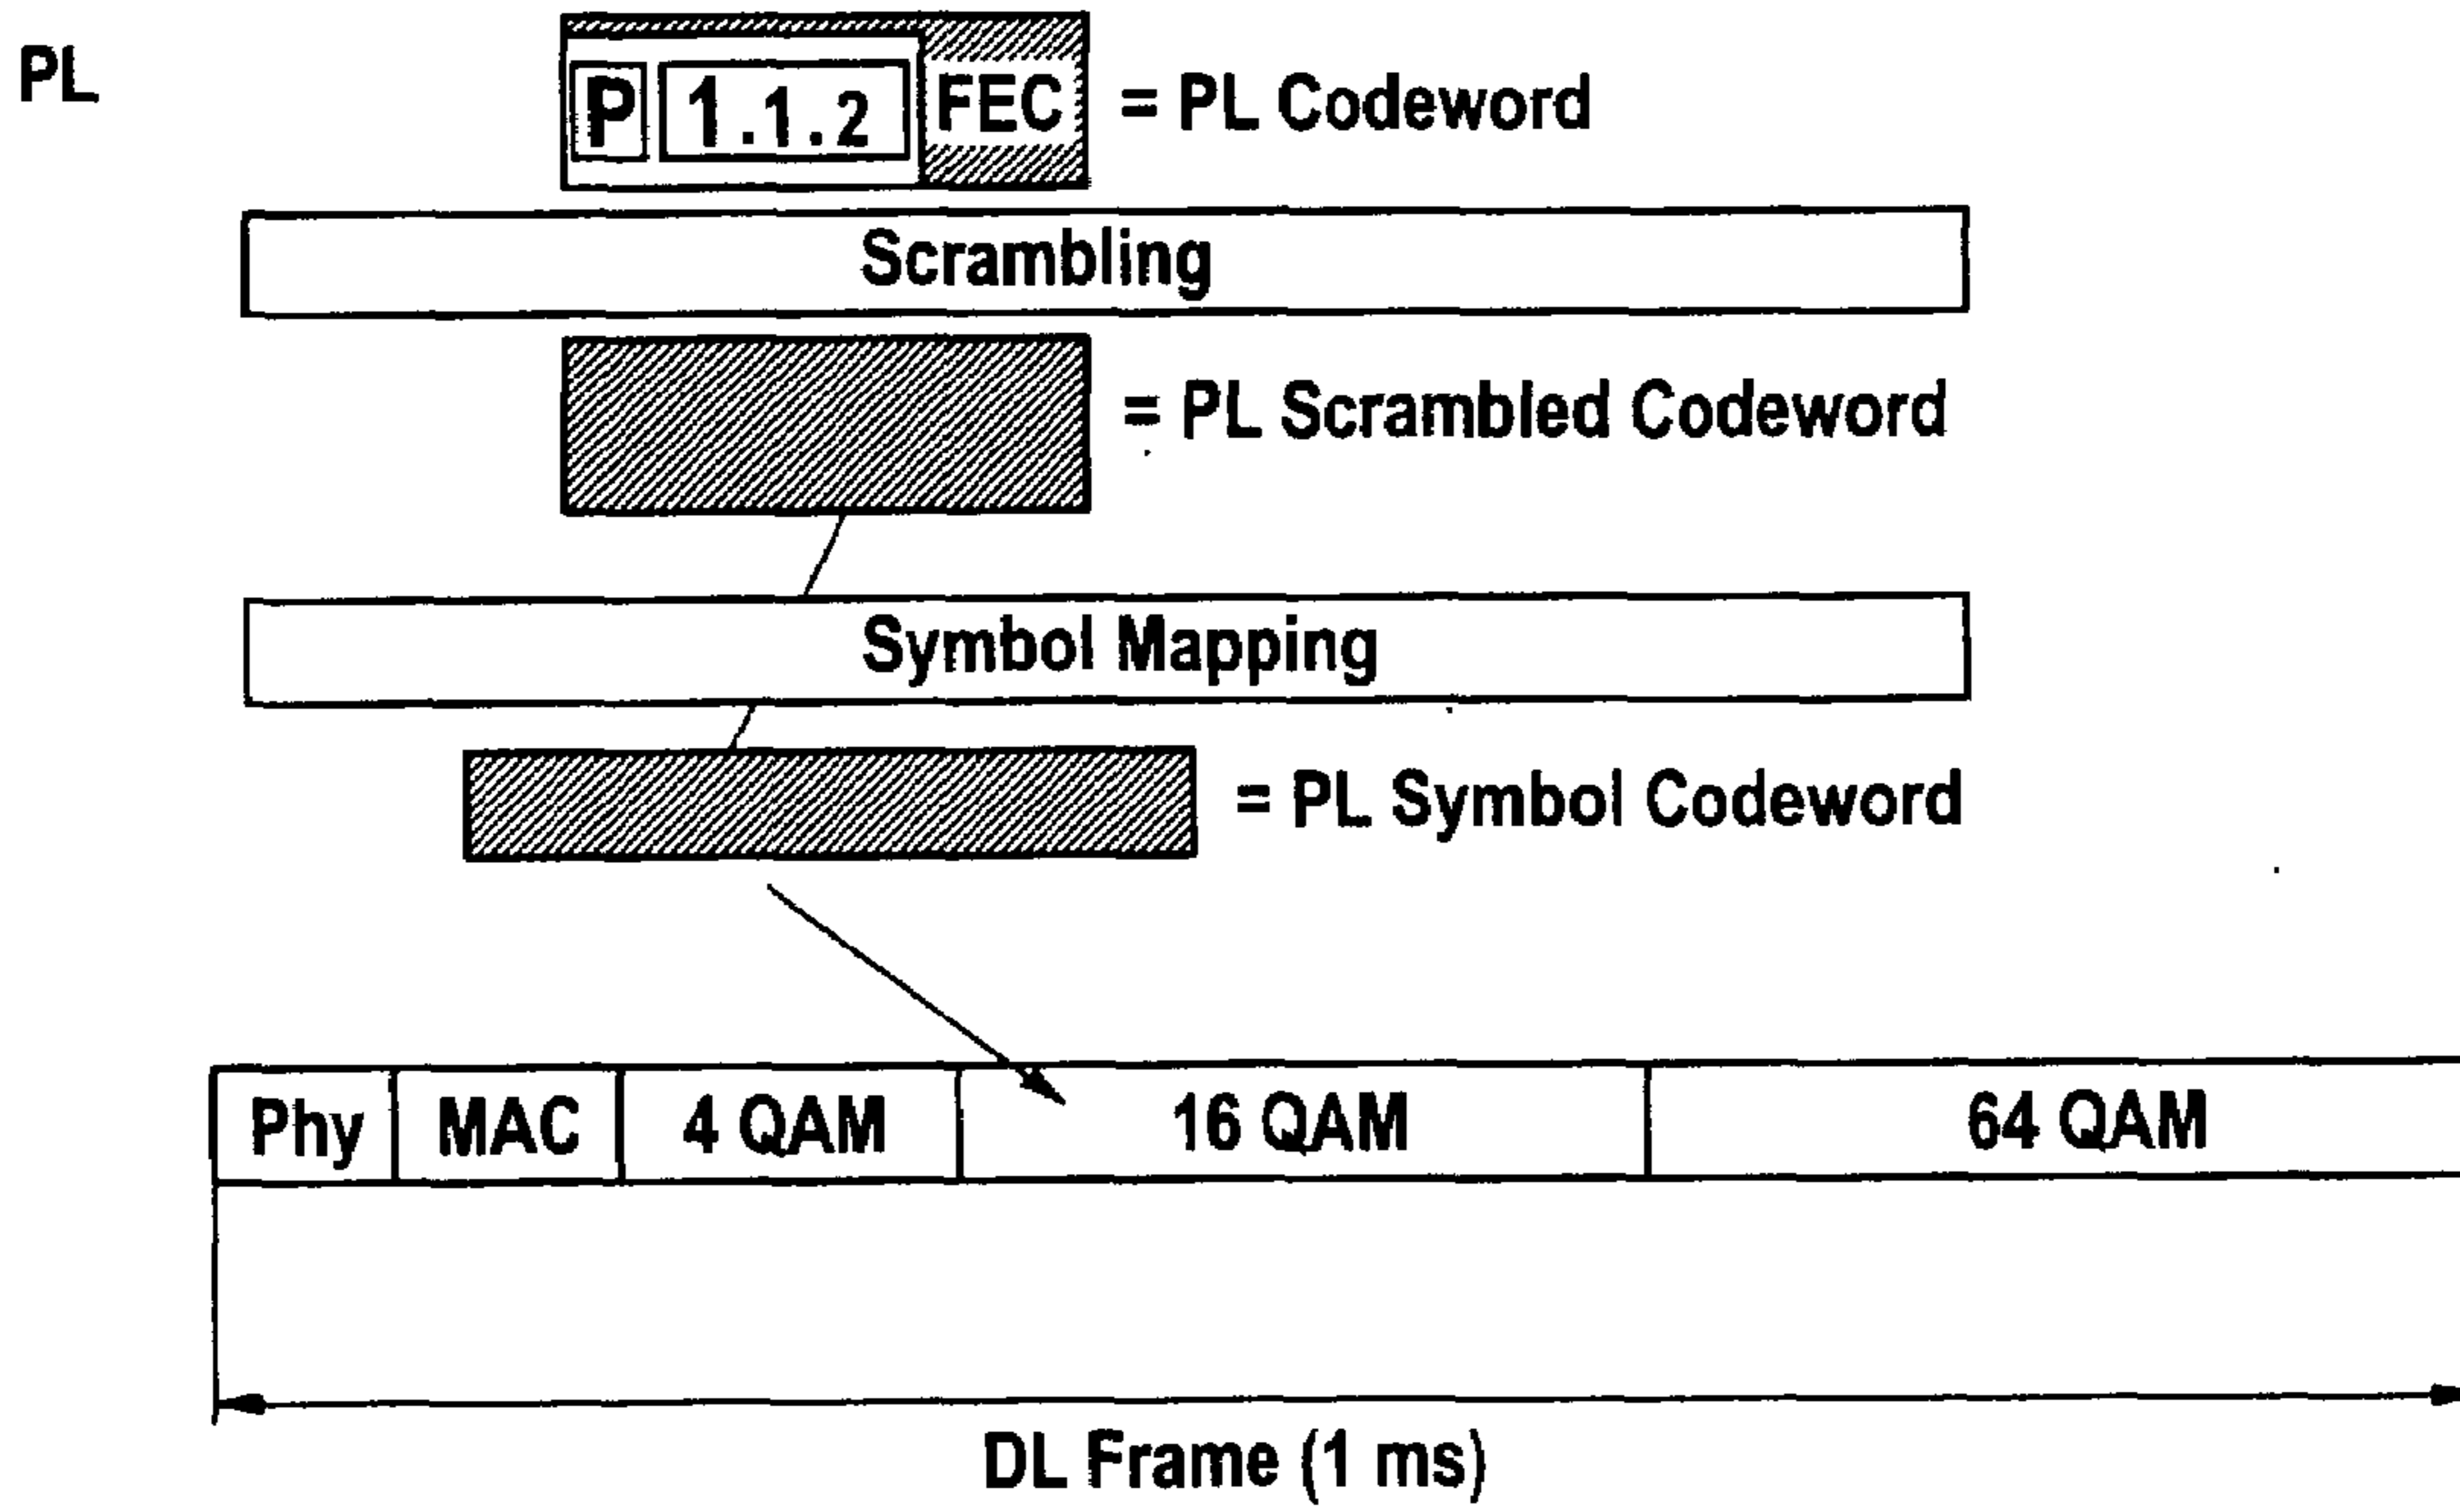 PL
P 1.1.2 FEC = PL Codeword
Scrambling
= PL Scrambled Codeword
Symbol Mapping
= PL Symbol Codeword
Phy MAC 4 QAM 16 QAM 64 QAM
DL Frame (1 ms)